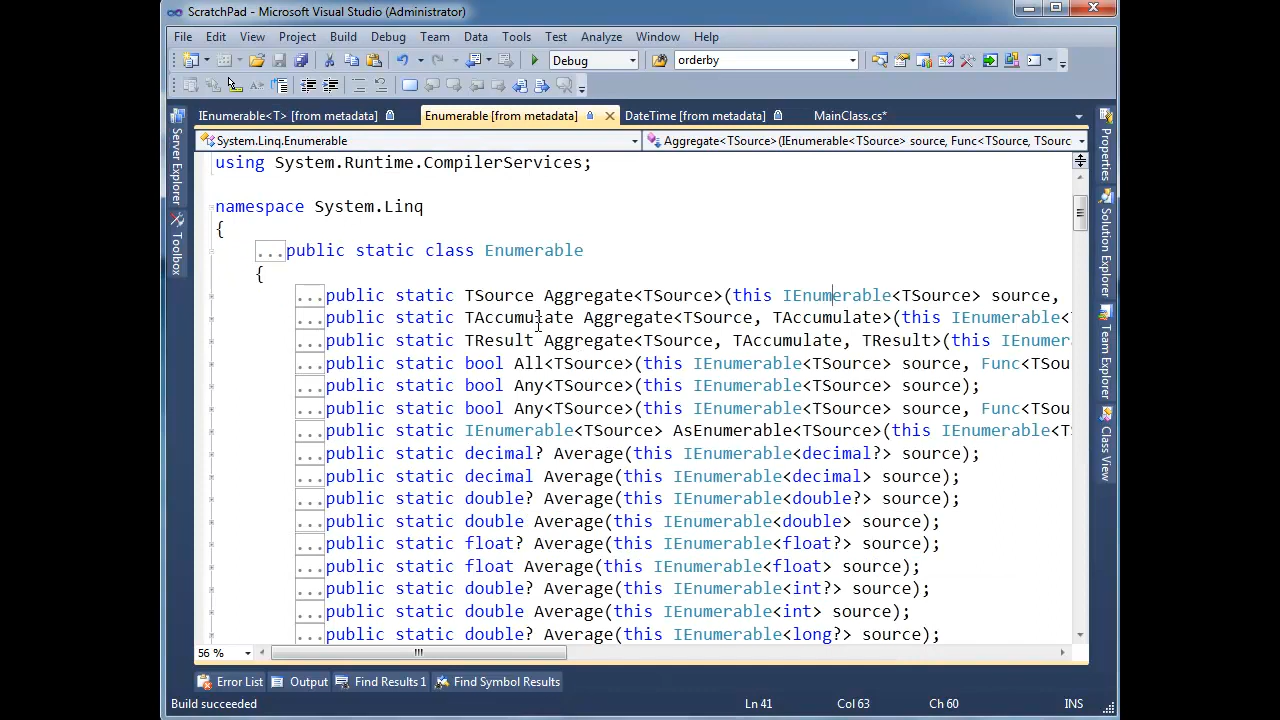 ScratchPad - Microsoft Visual Studio (Administrator)
File Edit View Project Build Debug Team Data Tools Test Analyze Window Help
Debug orderby
IEnumerable<T> [from metadata] Enumerable [from metadata] DateTime [from metadata] MainClass.cs*
System.Linq.Enumerable Aggregate<TSource>(IEnumerable<TSource> source, Func<TSource, TSourc
Server Explorer
Toolbox
using System.Runtime.CompilerServices;
namespace System.Linq
{
...public static class Enumerable
{
...public static TSource Aggregate<TSource>(this IEnumerable<TSource> source,
...public static TAccumulate Aggregate<TSource, TAccumulate>(this IEnumerable<T
...public static TResult Aggregate<TSource, TAccumulate, TResult>(this IEnumera
...public static bool All<TSource>(this IEnumerable<TSource> source, Func<TSou
...public static bool Any<TSource>(this IEnumerable<TSource> source);
...public static bool Any<TSource>(this IEnumerable<TSource> source, Func<TSou
...public static IEnumerable<TSource> AsEnumerable<TSource>(this IEnumerable<TS
...public static decimal? Average(this IEnumerable<decimal?> source);
...public static decimal Average(this IEnumerable<decimal> source);
...public static double? Average(this IEnumerable<double?> source);
...public static double Average(this IEnumerable<double> source);
...public static float? Average(this IEnumerable<float?> source);
...public static float Average(this IEnumerable<float> source);
...public static double? Average(this IEnumerable<int?> source);
...public static double Average(this IEnumerable<int> source);
...public static double? Average(this IEnumerable<long?> source);
Properties
Solution Explorer
Team Explorer
Class View
56 %
Error List Output Find Results 1 Find Symbol Results
Build succeeded Ln 41 Col 63 Ch 60 INS